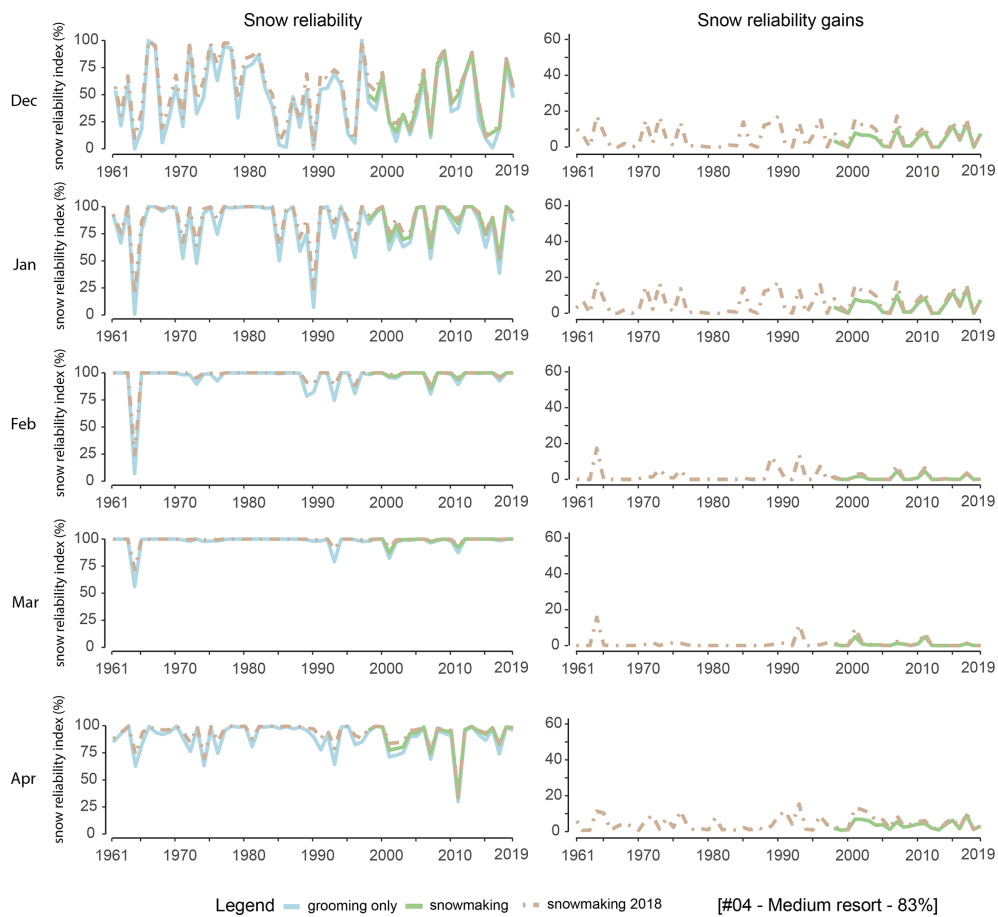 Snow reliability
Snow reliability gains
Dec
snow reliability index (%)
100
75
50
25
0
1961 1970 1980 1990 2000 2010 2019
60
40
20
0
1961 1970 1980 1990 2000 2010 2019
Jan
snow reliability index (%)
100
75
50
25
0
1961 1970 1980 1990 2000 2010 2019
60
40
20
0
1961 1970 1980 1990 2000 2010 2019
Feb
snow reliability index (%)
100
75
50
25
0
1961 1970 1980 1990 2000 2010 2019
60
40
20
0
1961 1970 1980 1990 2000 2010 2019
Mar
snow reliability index (%)
100
75
50
25
0
1961 1970 1980 1990 2000 2010 2019
60
40
20
0
1961 1970 1980 1990 2000 2010 2019
Apr
snow reliability index (%)
100
75
50
25
0
1961 1970 1980 1990 2000 2010 2019
60
40
20
0
1961 1970 1980 1990 2000 2010 2019
Legend grooming only snowmaking snowmaking 2018 [#04 - Medium resort - 83%]